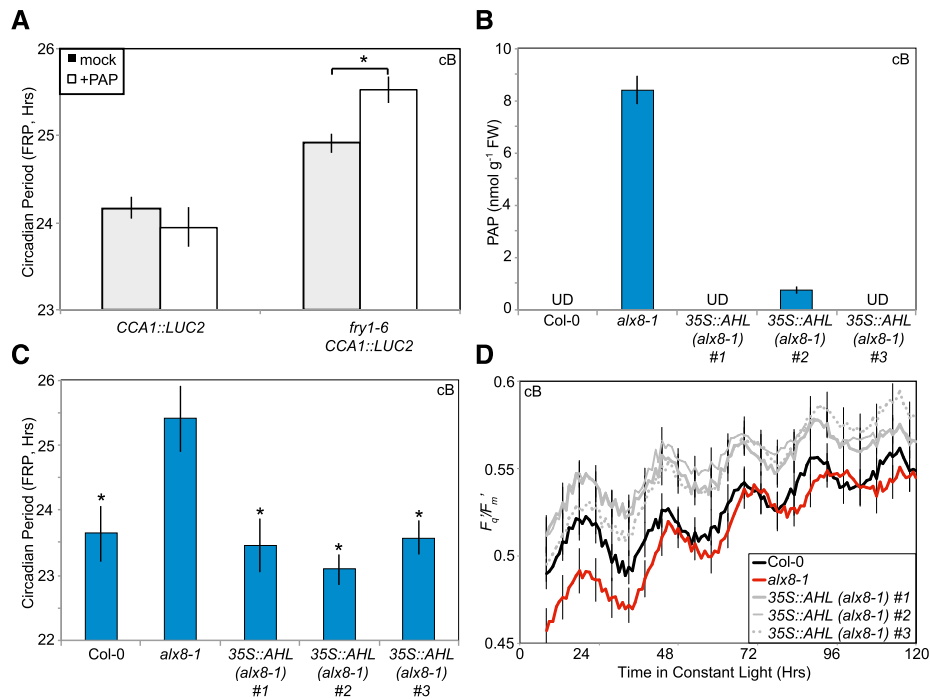 A
Circadian Period (FRP, Hrs)
26
25
24
23
mock
+PAP
*
cB
CCA1::LUC2
fry1-6
CCA1::LUC2
B
PAP (nmol g⁻¹ FW)
10
8
6
4
2
0
cB
UD
UD
UD
Col-0
alx8-1
35S::AHL
(alx8-1)
#1
35S::AHL
(alx8-1)
#2
35S::AHL
(alx8-1)
#3
C
Circadian Period (FRP, Hrs)
26
25
24
23
22
cB
*
*
*
*
Col-0
alx8-1
35S::AHL
(alx8-1)
#1
35S::AHL
(alx8-1)
#2
35S::AHL
(alx8-1)
#3
D
Fq'/Fm'
0.6
0.55
0.5
0.45
cB
Col-0
alx8-1
35S::AHL (alx8-1) #1
35S::AHL (alx8-1) #2
35S::AHL (alx8-1) #3
0
24
48
72
96
120
Time in Constant Light (Hrs)